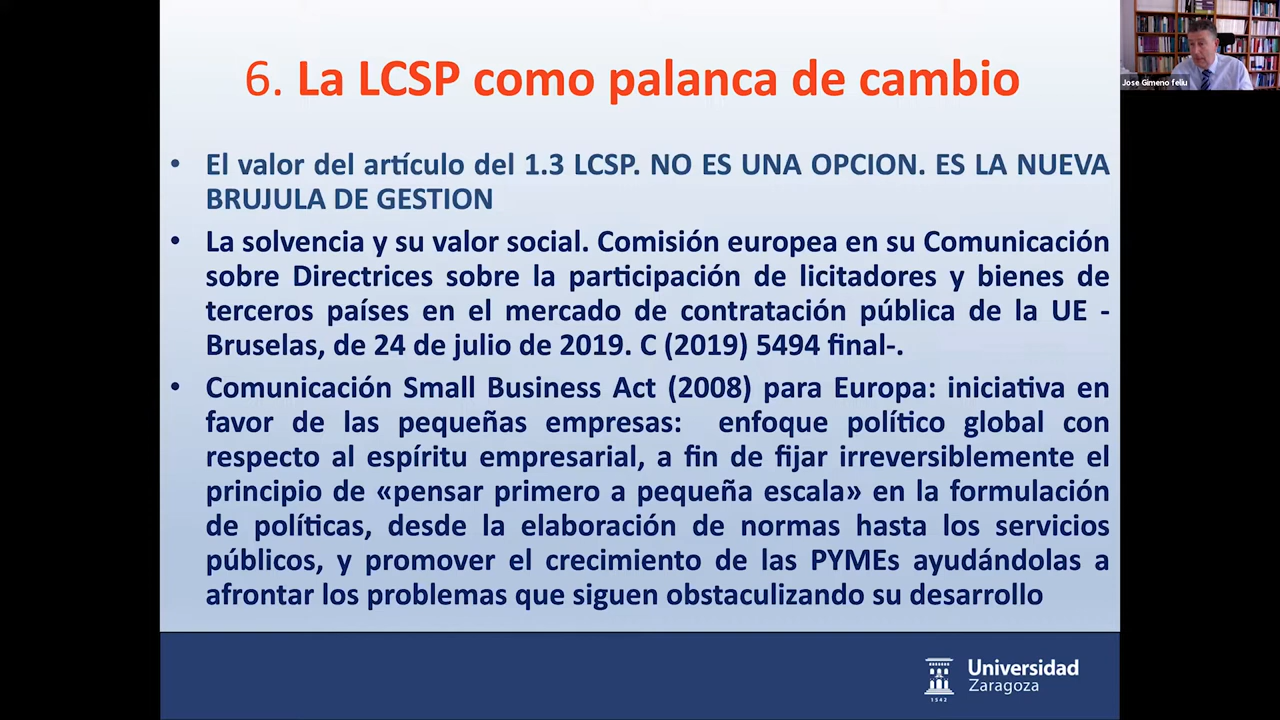 6. La LCSP como palanca de cambio
Jose Gimeno feliu
• El valor del artículo del 1.3 LCSP. NO ES UNA OPCION. ES LA NUEVA
BRUJULA DE GESTION
• La solvencia y su valor social. Comisión europea en su Comunicación
sobre Directrices sobre la participación de licitadores y bienes de
terceros países en el mercado de contratación pública de la UE -
Bruselas, de 24 de julio de 2019. C (2019) 5494 final-.
• Comunicación Small Business Act (2008) para Europa: iniciativa en
favor de las pequeñas empresas: enfoque político global con
respecto al espíritu empresarial, a fin de fijar irreversiblemente el
principio de «pensar primero a pequeña escala» en la formulación
de políticas, desde la elaboración de normas hasta los servicios
públicos, y promover el crecimiento de las PYMEs ayudándolas a
afrontar los problemas que siguen obstaculizando su desarrollo
Universidad
Zaragoza
1542